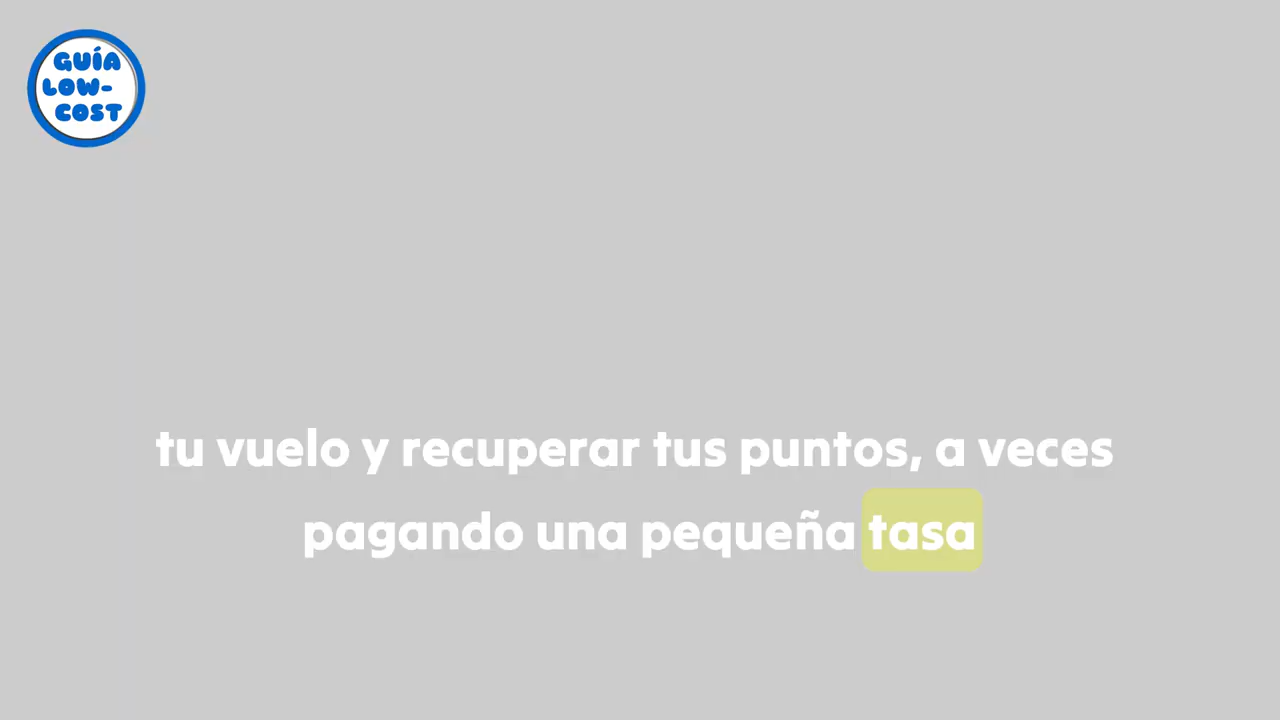 GUÍA
LOW-
COST
tu vuelo y recuperar tus puntos, a veces
pagando una pequeña tasa